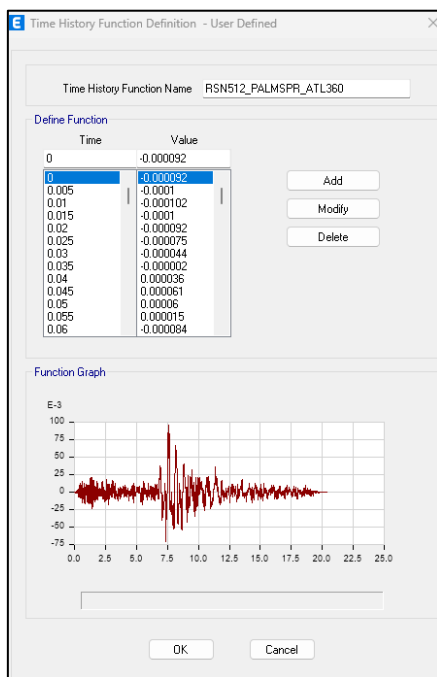 E Time History Function Definition - User Defined
Time History Function Name RSN512_PALMSPR_ATL360
Define Function
Time Value
0 -0.000092
0 -0.000092
0.005 -0.0001
0.01 -0.000102
0.015 -0.0001
0.02 -0.000092
0.025 -0.000075
0.03 -0.000044
0.035 -0.000002
0.04 0.000036
0.045 0.000061
0.05 0.00006
0.055 0.000015
0.06 -0.000084
Add
Modify
Delete
Function Graph
E-3
100
75
50
25
0
-25
-50
-75
0.0 2.5 5.0 7.5 10.0 12.5 15.0 17.5 20.0 22.5 25.0
OK Cancel